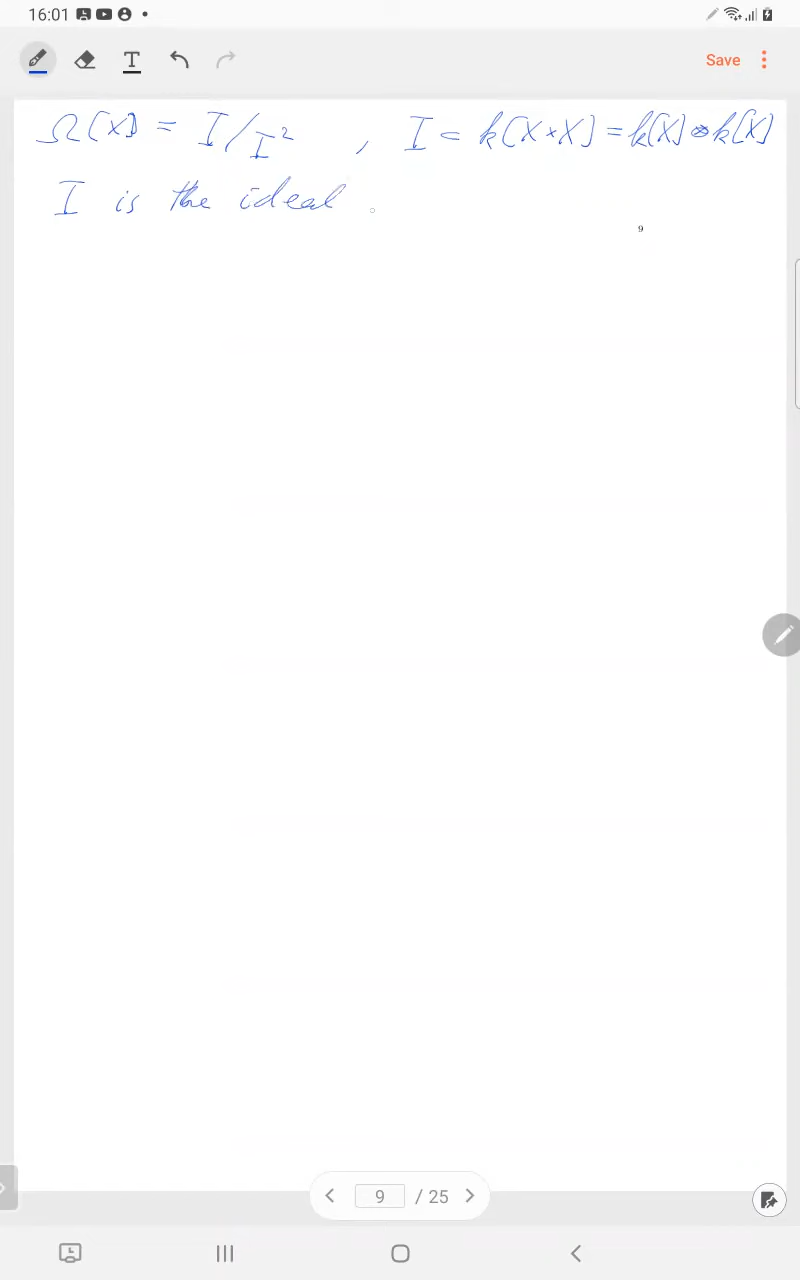 16:01
Save
Ω[X] = I/I² , I ⊂ k[X×X] = k[X]⊗k[X]
I is the ideal
9
9 / 25